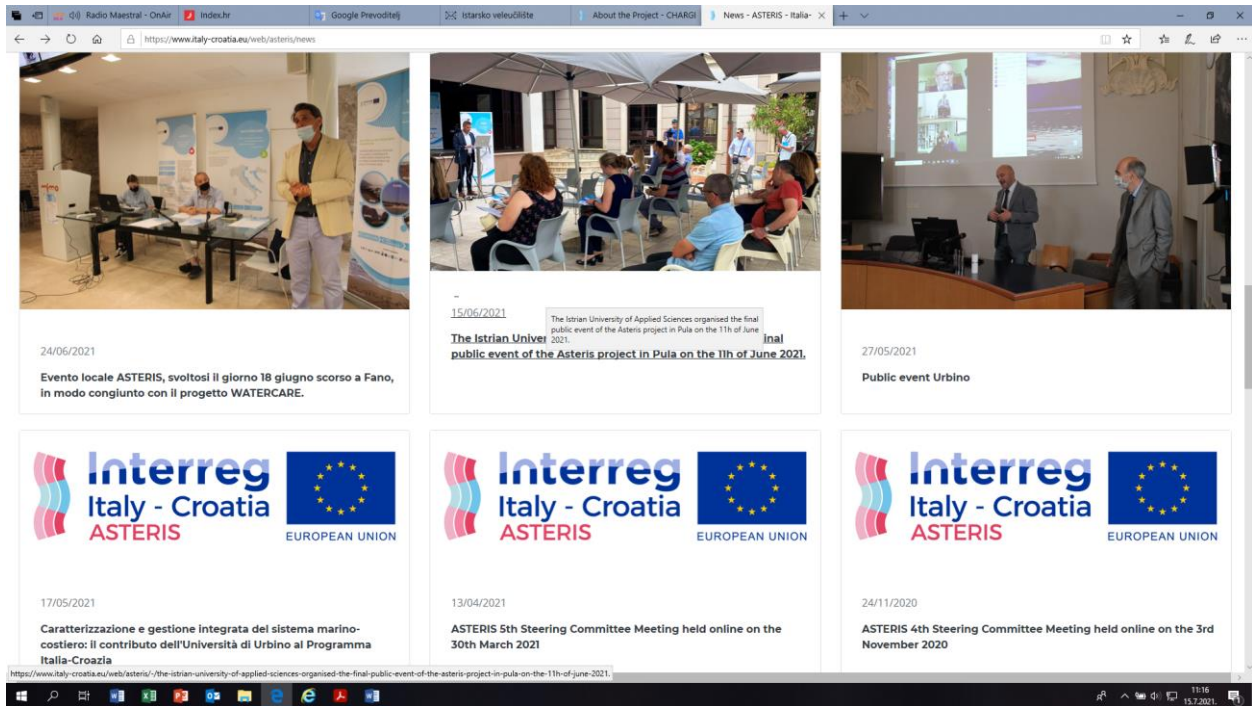 Radio Maestral - OnAir
Index.hr
Google Prevoditelj
Istarsko veleučilište
About the Project - CHARGI
News - ASTERIS - Italia-
https://www.italy-croatia.eu/web/asteris/news
24/06/2021
Evento locale ASTERIS, svoltosi il giorno 18 giugno scorso a Fano,
in modo congiunto con il progetto WATERCARE.
15/06/2021
The Istrian Univer
inal
public event of the Asteris project in Pula on the 11h of June 2021.
The Istrian University of Applied Sciences organised the final
public event of the Asteris project in Pula on the 11h of June
2021.
27/05/2021
Public event Urbino
Interreg
Italy - Croatia
ASTERIS
EUROPEAN UNION
17/05/2021
Caratterizzazione e gestione integrata del sistema marino-
costiero: il contributo dell'Università di Urbino al Programma
Italia-Croazia
Interreg
Italy - Croatia
ASTERIS
EUROPEAN UNION
13/04/2021
ASTERIS 5th Steering Committee Meeting held online on the
30th March 2021
Interreg
Italy - Croatia
ASTERIS
EUROPEAN UNION
24/11/2020
ASTERIS 4th Steering Committee Meeting held online on the 3rd
November 2020
https://www.italy-croatia.eu/web/asteris/-/the-istrian-university-of-applied-sciences-organised-the-final-public-event-of-the-asteris-project-in-pula-on-the-11h-of-june-2021.
11:16
15.7.2021.